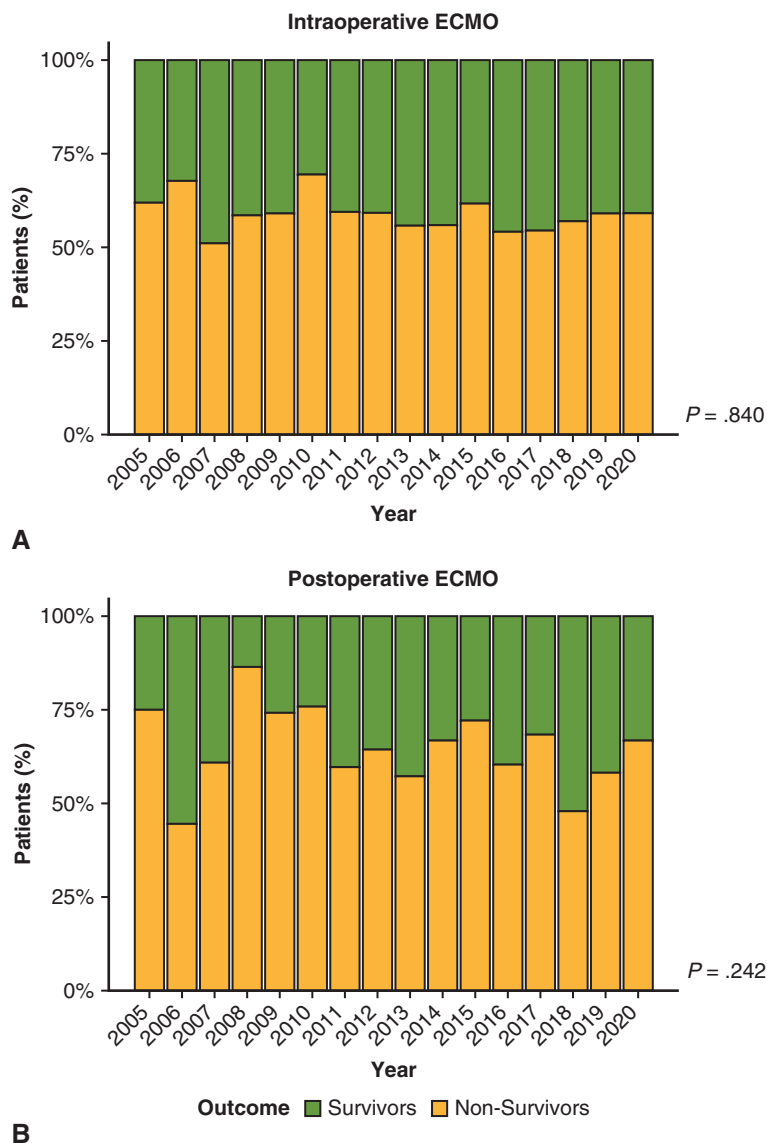 Intraoperative ECMO
100%
75%
50%
25%
0%
Patients (%)
P = .840
2005 2006 2007 2008 2009 2010 2011 2012 2013 2014 2015 2016 2017 2018 2019 2020
Year
A
Postoperative ECMO
100%
75%
50%
25%
0%
Patients (%)
P = .242
2005 2006 2007 2008 2009 2010 2011 2012 2013 2014 2015 2016 2017 2018 2019 2020
Year
Outcome Survivors Non-Survivors
B